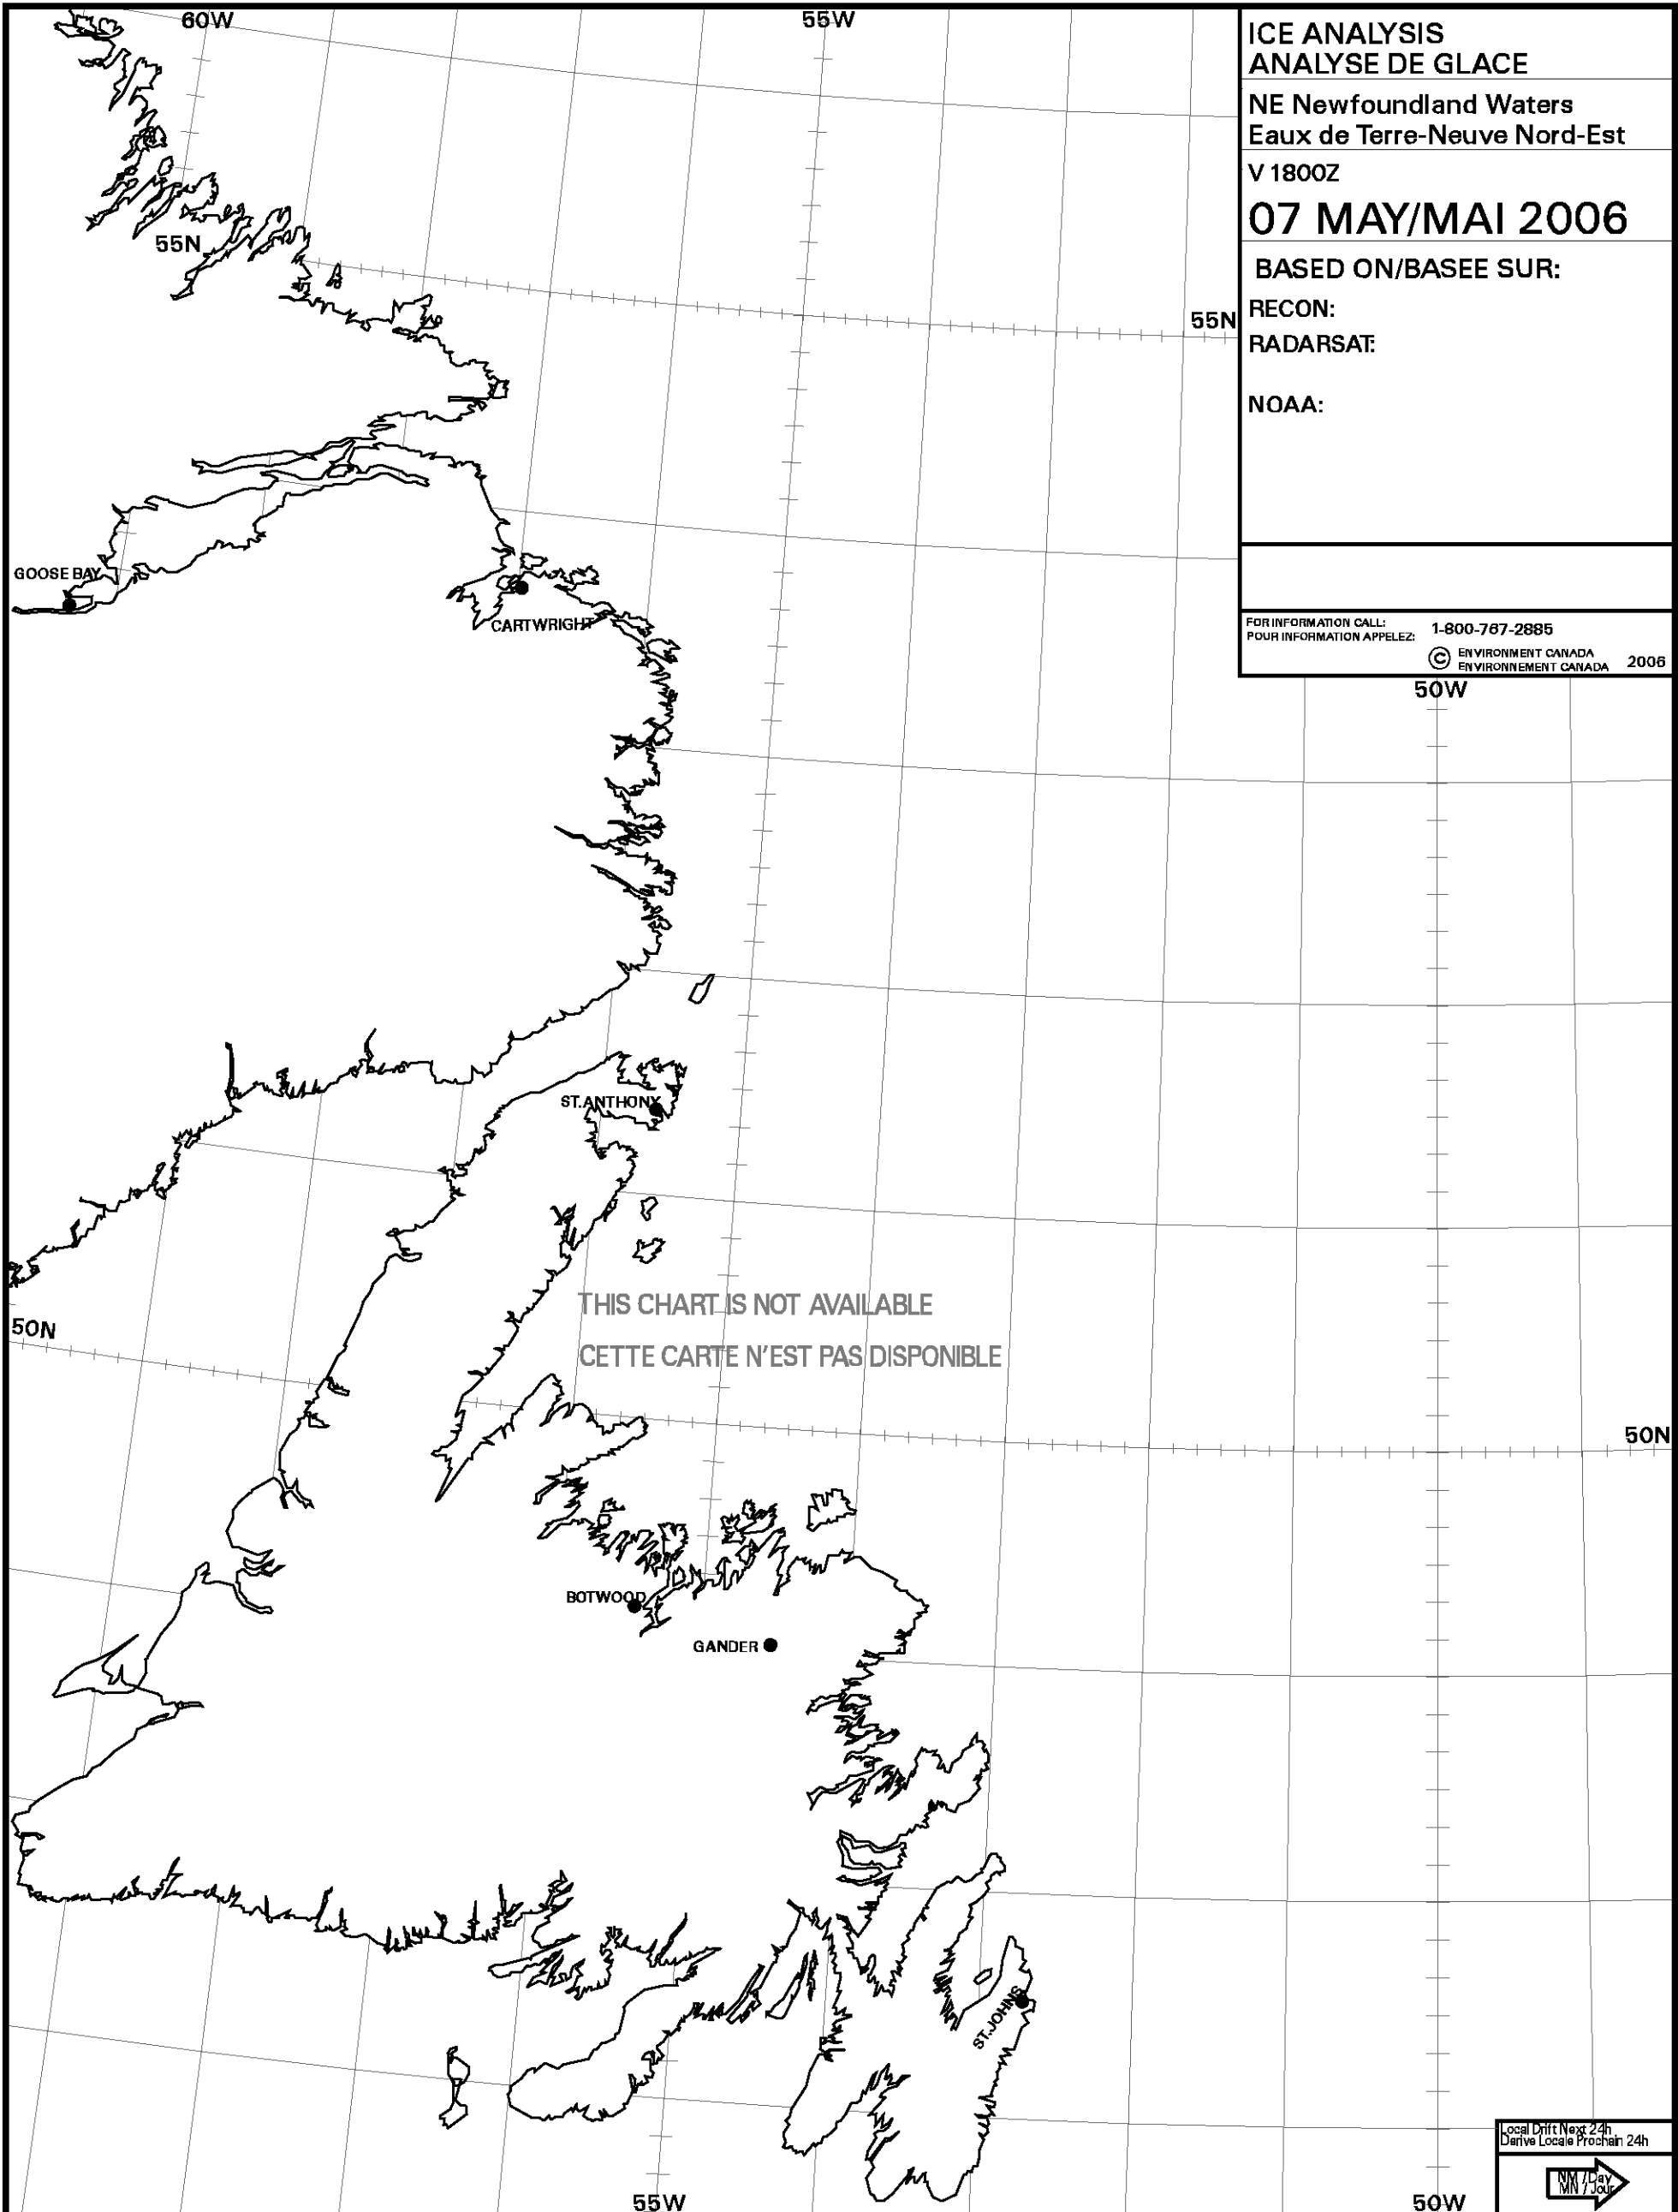 60W
55W
ICE ANALYSIS
ANALYSE DE GLACE
NE Newfoundland Waters
Eaux de Terre-Neuve Nord-Est
V 1800Z
07 MAY/MAI 2006
BASED ON/BASEE SUR:
RECON:
RADARSAT:
NOAA:
55N
55N
GOOSE BAY
CARTWRIGHT
FOR INFORMATION CALL:
POUR INFORMATION APPELEZ:
1-800-767-2885
© ENVIRONMENT CANADA
ENVIRONNEMENT CANADA
2006
50W
ST.ANTHONY
THIS CHART IS NOT AVAILABLE
CETTE CARTE N'EST PAS DISPONIBLE
50N
50N
BOTWOOD
GANDER
ST.JOHNS
Local Drift Next 24h
Derive Locale Prochain 24h
NM / Day
MN / Jour
55W
50W